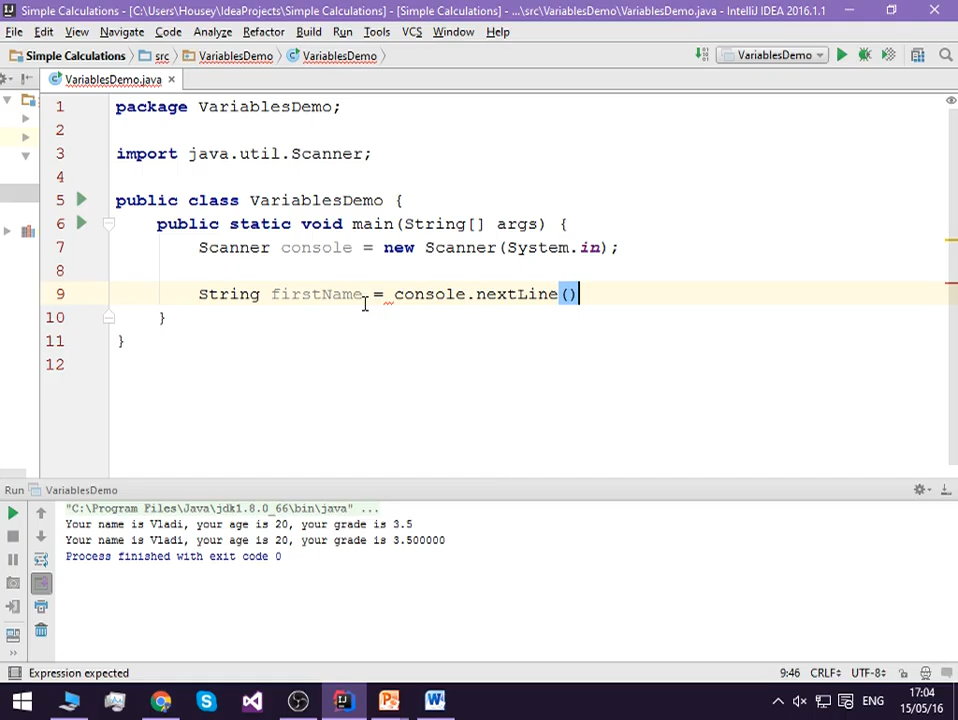 Simple Calculations - [C:\Users\Housey\IdeaProjects\Simple Calculations] - [Simple Calculations] - ...\src\VariablesDemo\VariablesDemo.java - IntelliJ IDEA 2016.1.1
File Edit View Navigate Code Analyze Refactor Build Run Tools VCS Window Help
Simple Calculations src VariablesDemo VariablesDemo VariablesDemo
VariablesDemo.java
1 package VariablesDemo;
2
3 import java.util.Scanner;
4
5 public class VariablesDemo {
6 public static void main(String[] args) {
7 Scanner console = new Scanner(System.in);
8
9 String firstName = console.nextLine()
10 }
11 }
12
Run VariablesDemo
"C:\Program Files\Java\jdk1.8.0_66\bin\java" ...
Your name is Vladi, your age is 20, your grade is 3.5
Your name is Vladi, your age is 20, your grade is 3.500000
Process finished with exit code 0
Expression expected 9:46 CRLF UTF-8
ENG 17:04
15/05/16